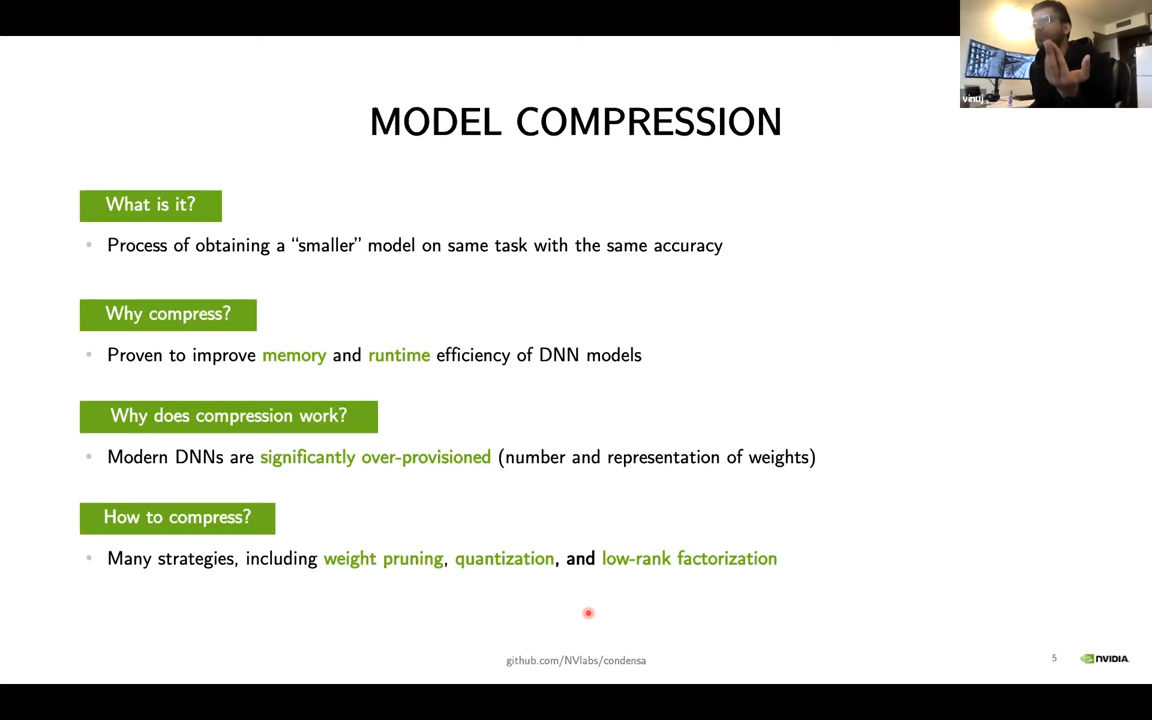 vinuj
MODEL COMPRESSION
What is it?
• Process of obtaining a “smaller” model on same task with the same accuracy
Why compress?
• Proven to improve memory and runtime efficiency of DNN models
Why does compression work?
• Modern DNNs are significantly over-provisioned (number and representation of weights)
How to compress?
• Many strategies, including weight pruning, quantization, and low-rank factorization
github.com/NVlabs/condensa
5
NVIDIA.